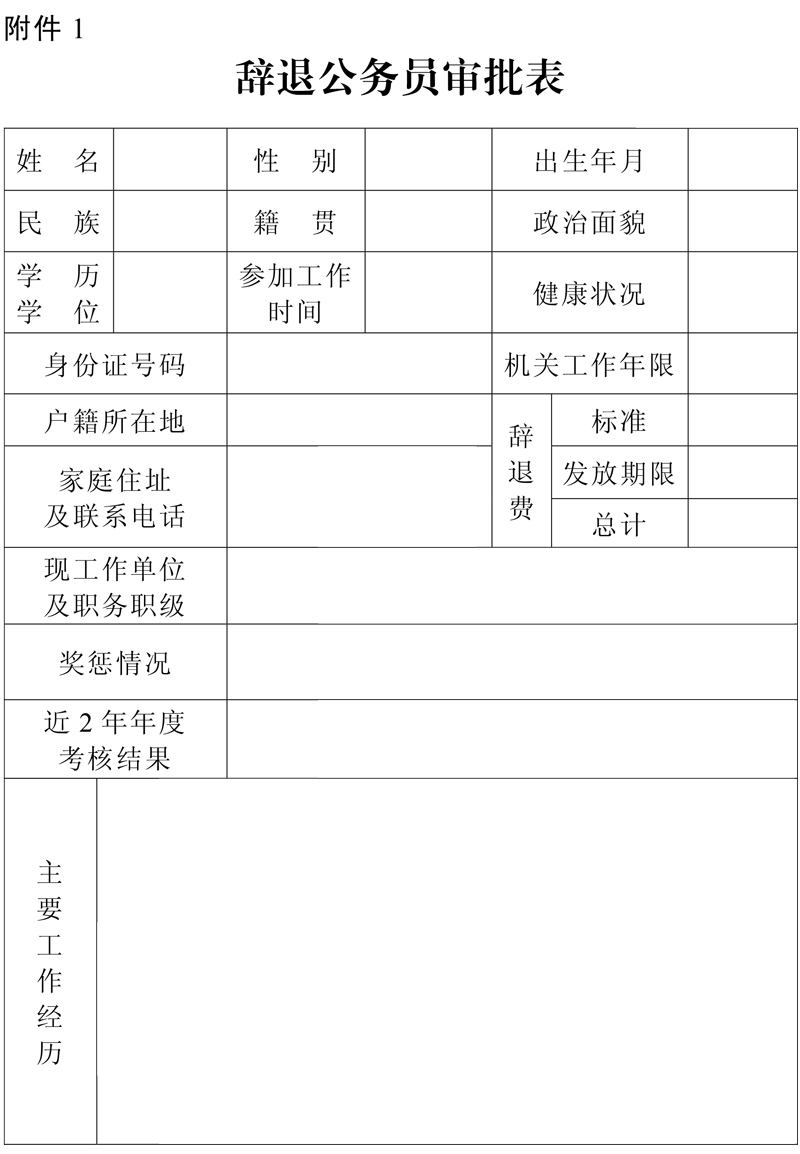 附件 1
辞退公务员审批表
姓 名 性 别 出生年月
民 族 籍 贯 政治面貌
学 历
学 位
参加工作
时间
健康状况
身份证号码 机关工作年限
户籍所在地
辞退费
标准
家庭住址
及联系电话
发放期限
总计
现工作单位
及职务职级
奖惩情况
近 2 年年度
考核结果
主要工作经历